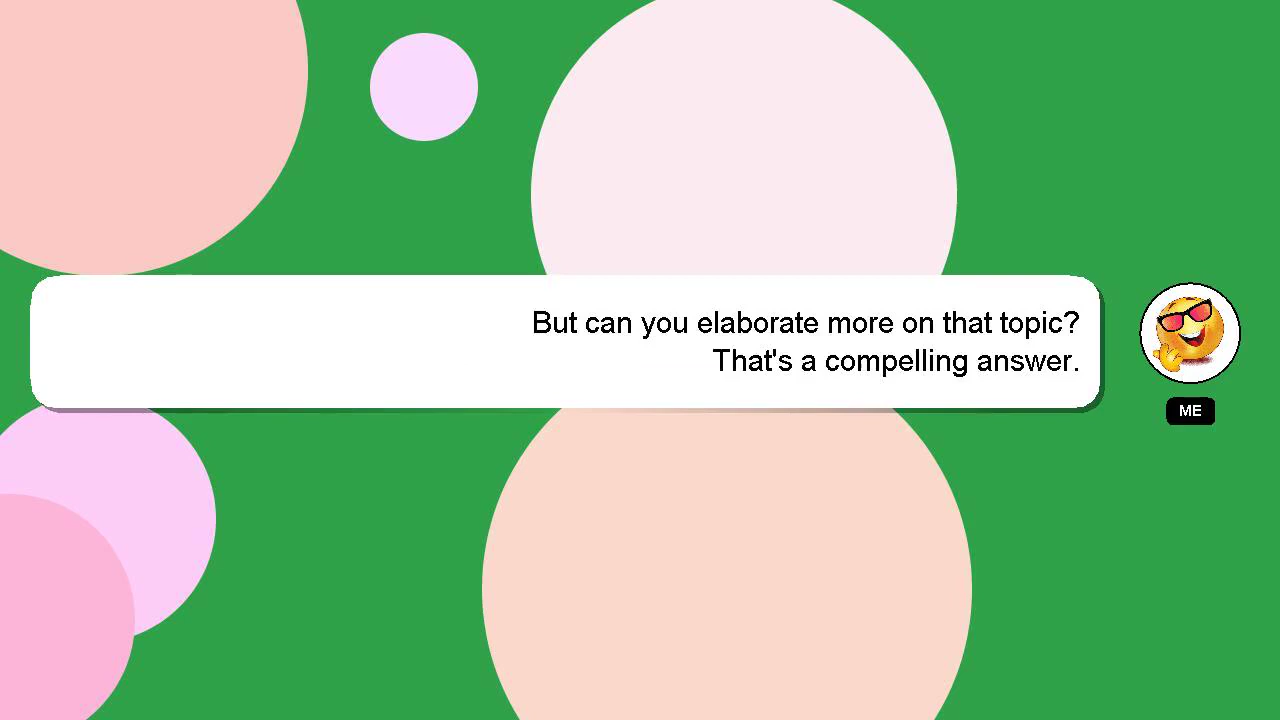 But can you elaborate more on that topic?
That's a compelling answer.
ME